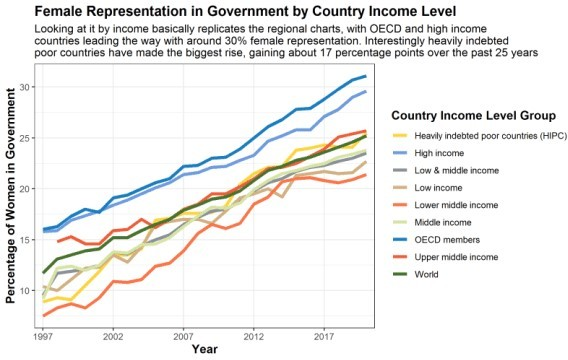 Female Representation in Government by Country Income Level
Looking at it by income basically replicates the regional charts, with OECD and high income
countries leading the way with around 30% female representation. Interestingly heavily indebted
poor countries have made the biggest rise, gaining about 17 percentage points over the past 25 years
30
25
20
15
10
Percentage of Women in Government
1997
2002
2007
2012
2017
Year
Country Income Level Group
Heavily indebted poor countries (HIPC)
High income
Low & middle income
Low income
Lower middle income
Middle income
OECD members
Upper middle income
World